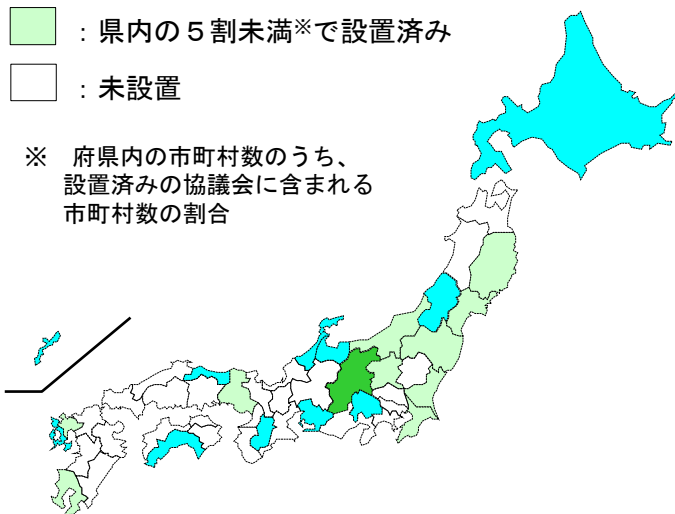 ：県内の５割未満※で設置済み
：未設置
※　府県内の市町村数のうち、
設置済みの協議会に含まれる
市町村数の割合